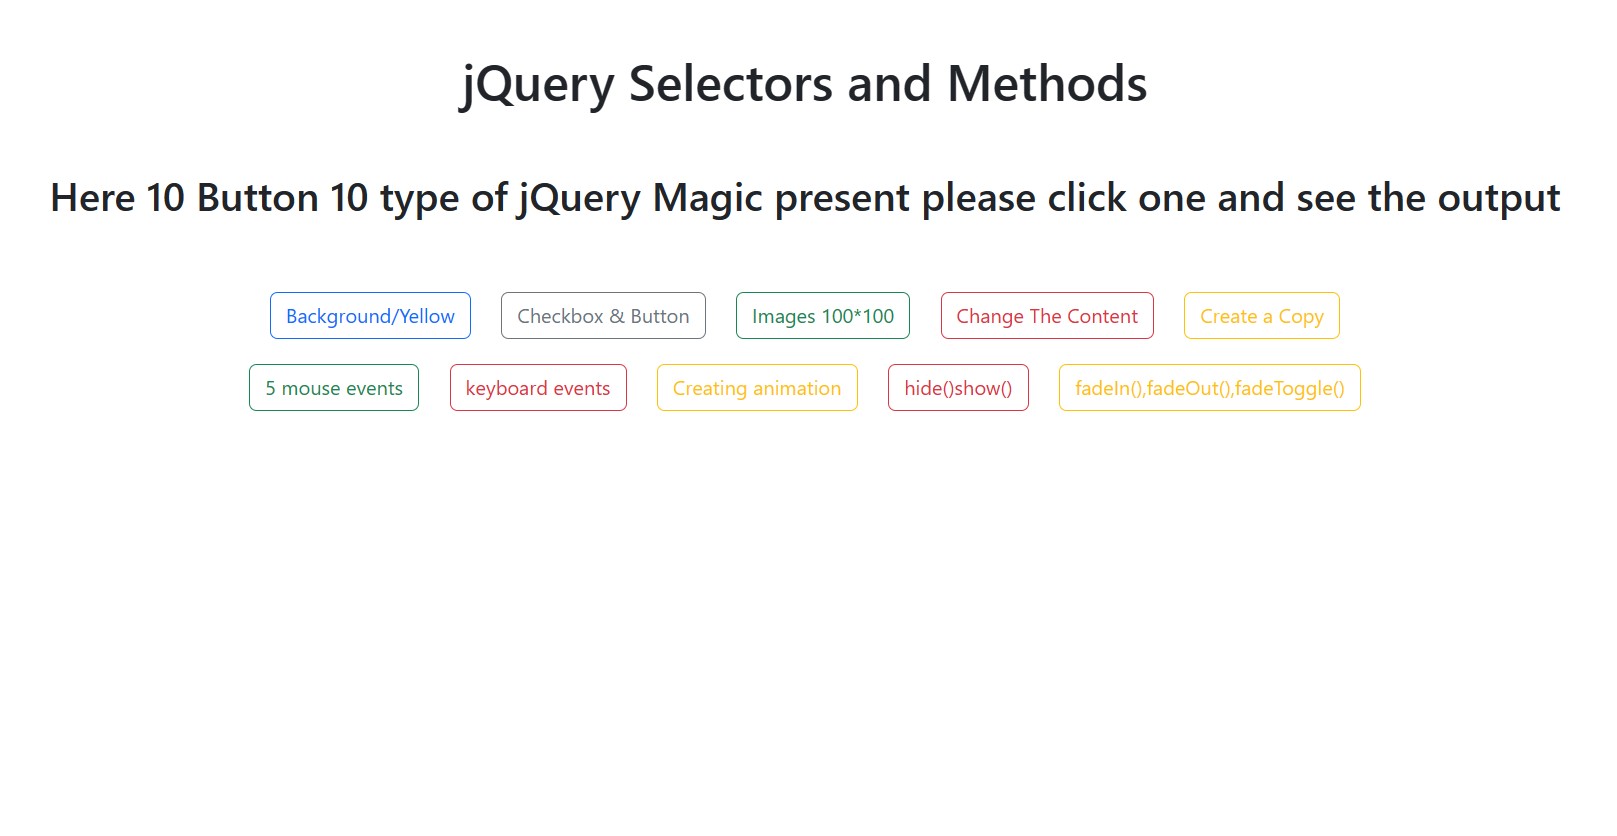 jQuery Selectors and Methods
Here 10 Button 10 type of jQuery Magic present please click one and see the output
Background/Yellow Checkbox & Button Images 100*100 Change The Content Create a Copy
5 mouse events keyboard events Creating animation hide()show() fadeIn(),fadeOut(),fadeToggle()